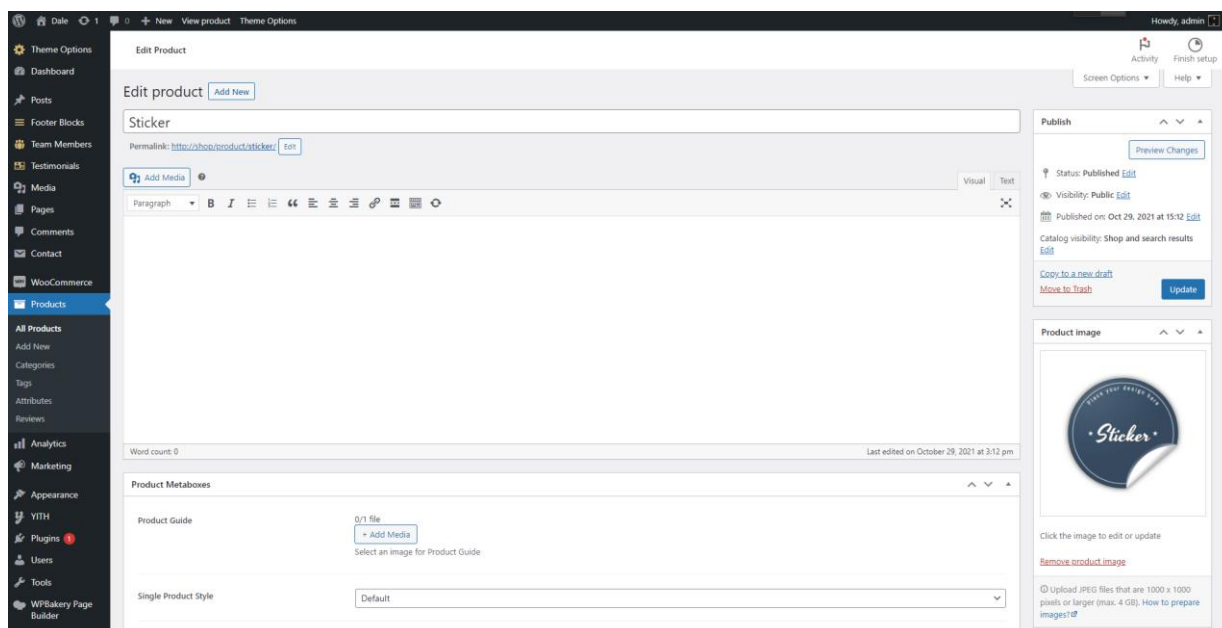 Dale 1 0 + New View product Theme Options Howdy, admin
Theme Options
Dashboard
Posts
Footer Blocks
Team Members
Testimonials
Media
Pages
Comments
Contact
WooCommerce
Products
All Products
Add New
Categories
Tags
Attributes
Reviews
Analytics
Marketing
Appearance
YITH
Plugins 1
Users
Tools
WPBakery Page
Builder
Edit Product
Activity Finish setup
Screen Options Help
Edit product Add New
Sticker
Permalink: http://shop/product/sticker/ Edit
Add Media
Visual Text
Paragraph B I
Word count: 0 Last edited on October 29, 2021 at 3:12 pm
Product Metaboxes
Product Guide
0/1 file
+ Add Media
Select an image for Product Guide
Single Product Style Default
Publish
Preview Changes
Status: Published Edit
Visibility: Public Edit
Published on: Oct 29, 2021 at 15:12 Edit
Catalog visibility: Shop and search results
Edit
Copy to a new draft
Move to Trash Update
Product image
Place your design here
Sticker
Click the image to edit or update
Remove product image
Upload JPEG files that are 1000 x 1000
pixels or larger (max. 4 GB). How to prepare
images?